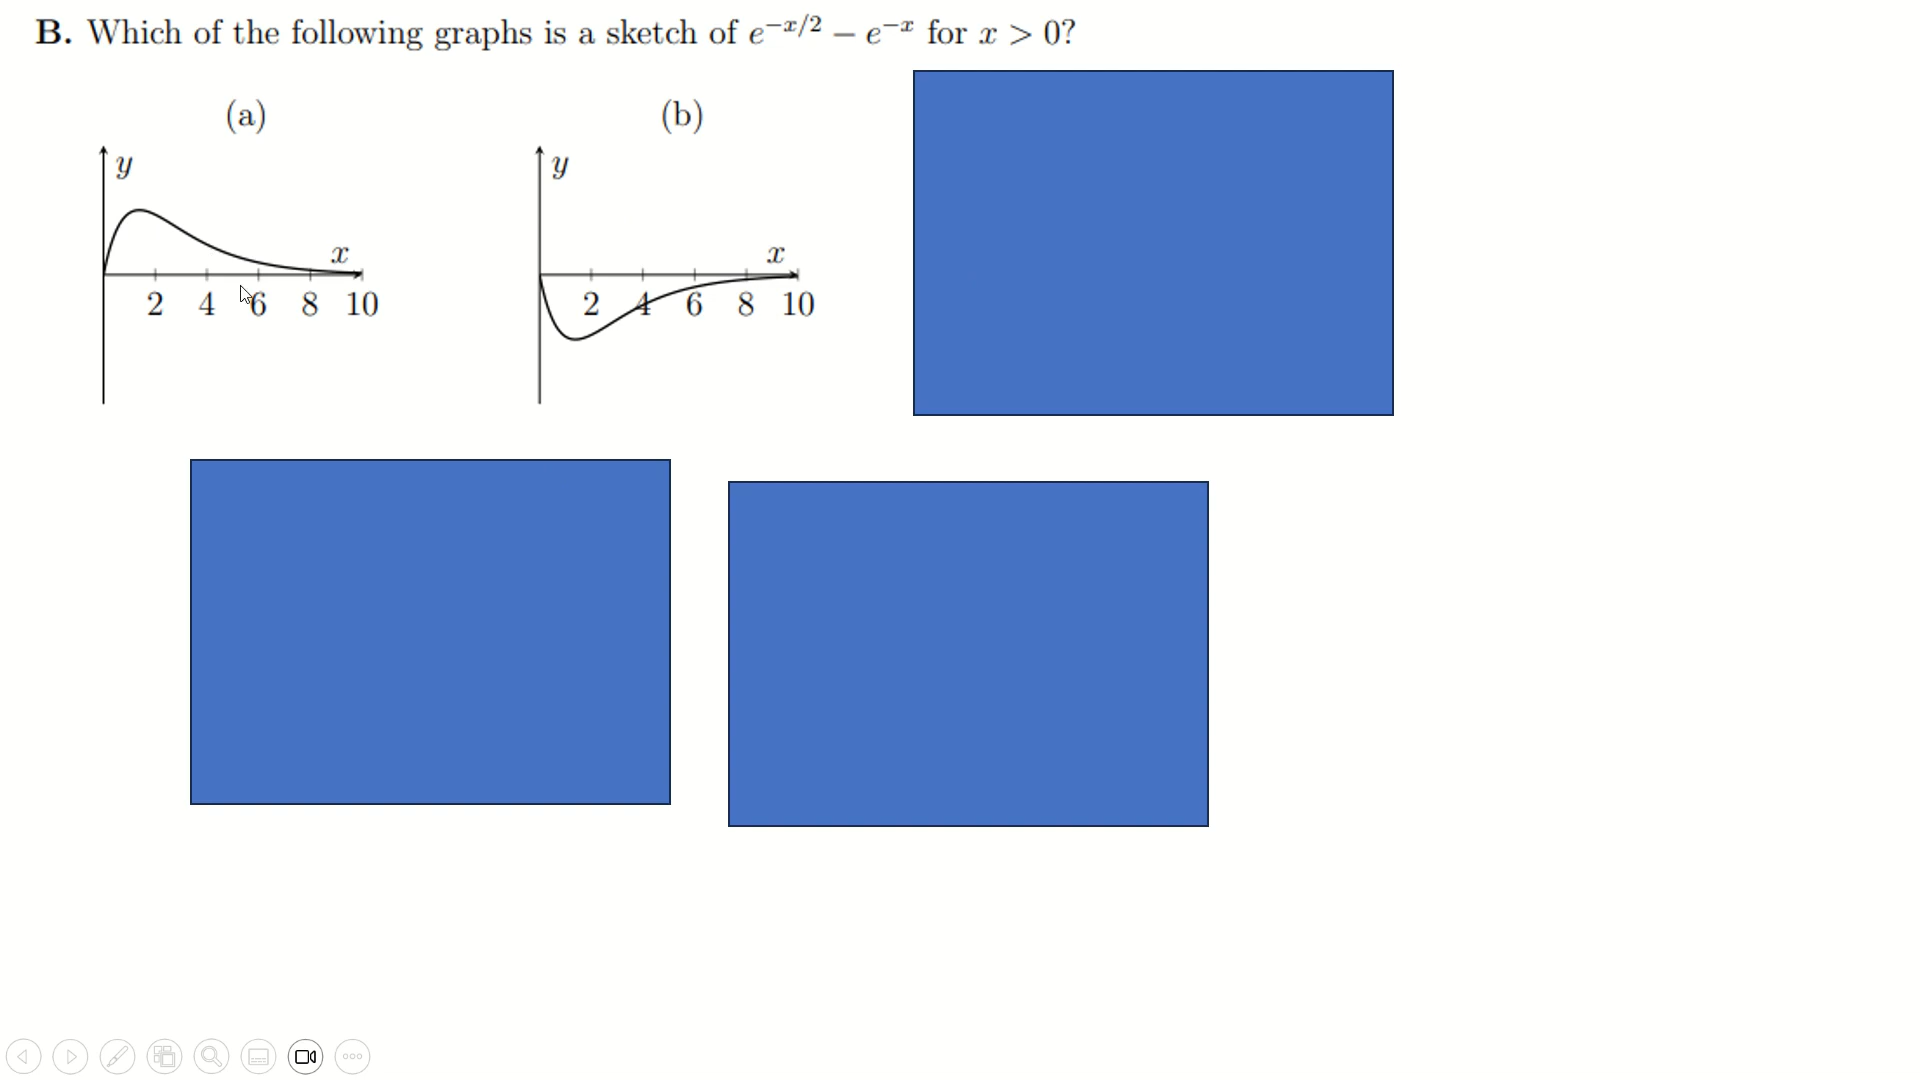 B. Which of the following graphs is a sketch of e^{-x/2} − e^{-x} for x > 0?
(a) (b)
y y
x x
2 4 6 8 10 2 4 6 8 10